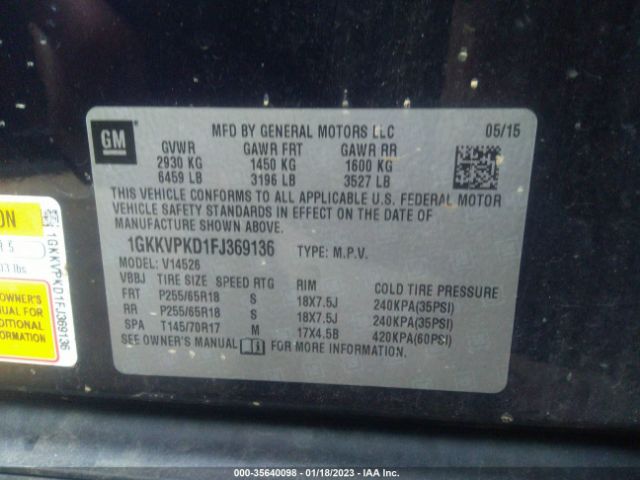 GM
MFD BY GENERAL MOTORS LLC 05/15
GVWR GAWR FRT GAWR RR
2930 KG 1450 KG 1600 KG
6459 LB 3196 LB 3527 LB
THIS VEHICLE CONFORMS TO ALL APPLICABLE U.S. FEDERAL MOTOR
VEHICLE SAFETY STANDARDS IN EFFECT ON THE DATE OF
MANUFACTURE SHOWN ABOVE.
1GKKVPKD1FJ369136 TYPE: M.P.V.
MODEL: V14526
VBBJ TIRE SIZE SPEED RTG RIM COLD TIRE PRESSURE
FRT P255/65R18 S 18X7.5J 240KPA(35PSI)
RR P255/65R18 S 18X7.5J 240KPA(35PSI)
SPA T145/70R17 M 17X4.5B 420KPA(60PSI)
SEE OWNER'S MANUAL FOR MORE INFORMATION.
ON
R 5
03 lbs
OWNER'S
MANUAL FOR
ADDITIONAL
INFORMATION
1GKKVPKD1FJ369136
000-35640098 / 01/18/2023 / IAA Inc.